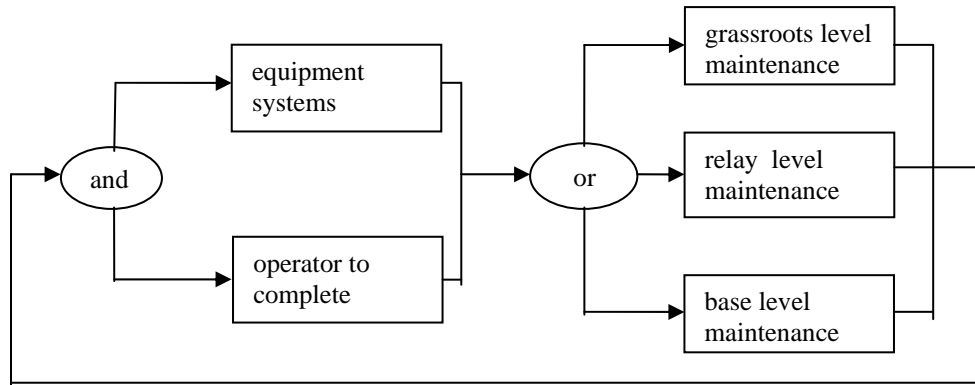 and
equipment
systems
operator to
complete
or
grassroots level
maintenance
relay level
maintenance
base level
maintenance